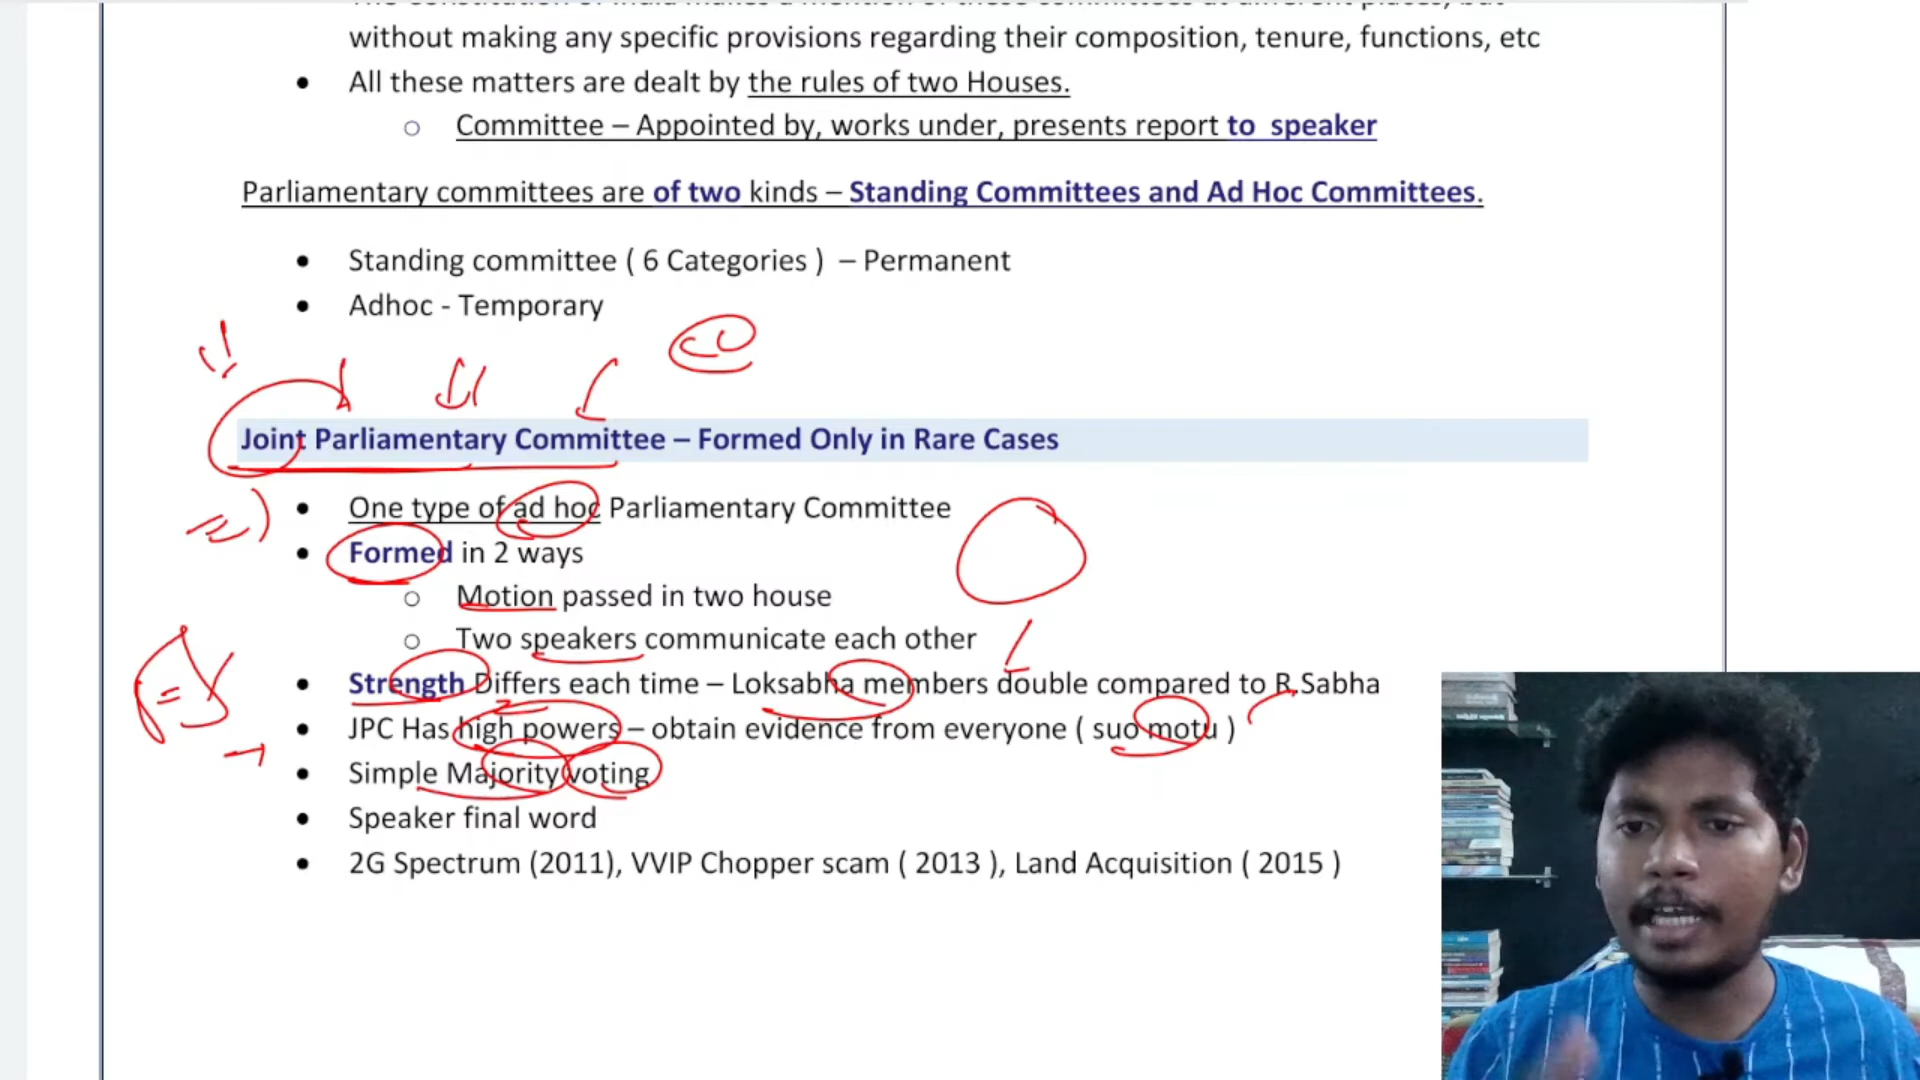 without making any specific provisions regarding their composition, tenure, functions, etc
• All these matters are dealt by the rules of two Houses.
o Committee – Appointed by, works under, presents report to speaker
Parliamentary committees are of two kinds – Standing Committees and Ad Hoc Committees.
• Standing committee ( 6 Categories ) – Permanent
• Adhoc - Temporary
Joint Parliamentary Committee – Formed Only in Rare Cases
• One type of ad hoc Parliamentary Committee
• Formed in 2 ways
o Motion passed in two house
o Two speakers communicate each other
• Strength Differs each time – Loksabha members double compared to R.Sabha
• JPC Has high powers – obtain evidence from everyone ( suo motu )
• Simple Majority voting
• Speaker final word
• 2G Spectrum (2011), VVIP Chopper scam ( 2013 ), Land Acquisition ( 2015 )